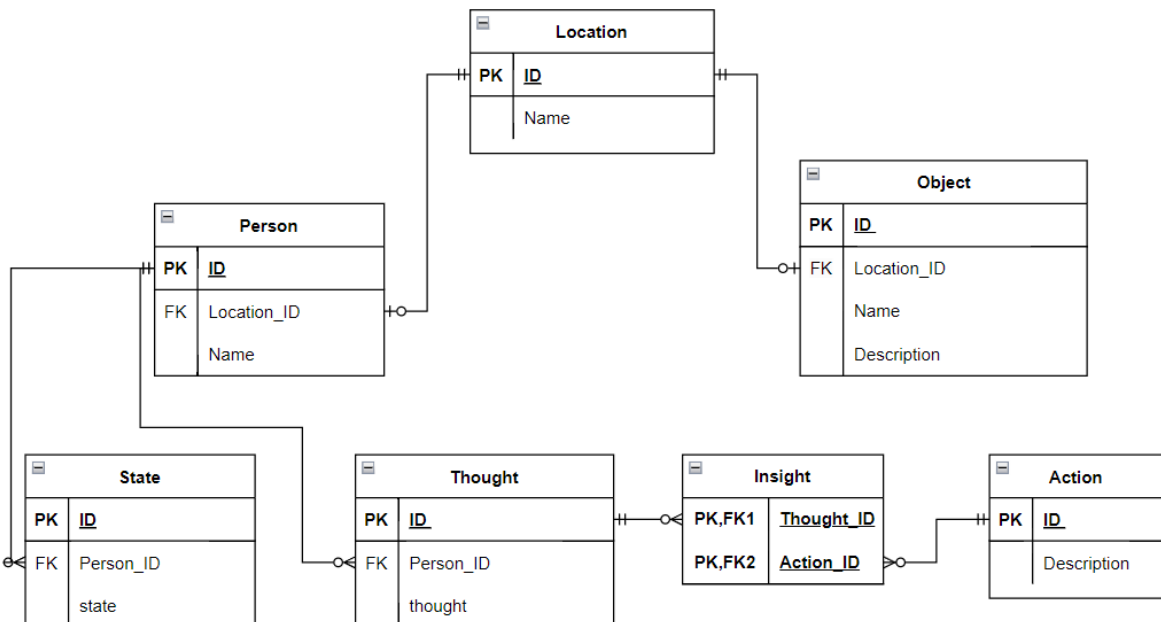 Location
PK ID
Name
Object
PK ID
FK Location_ID
Name
Description
Person
PK ID
FK Location_ID
Name
State
PK ID
FK Person_ID
state
Thought
PK ID
FK Person_ID
thought
Insight
PK,FK1 Thought_ID
PK,FK2 Action_ID
Action
PK ID
Description